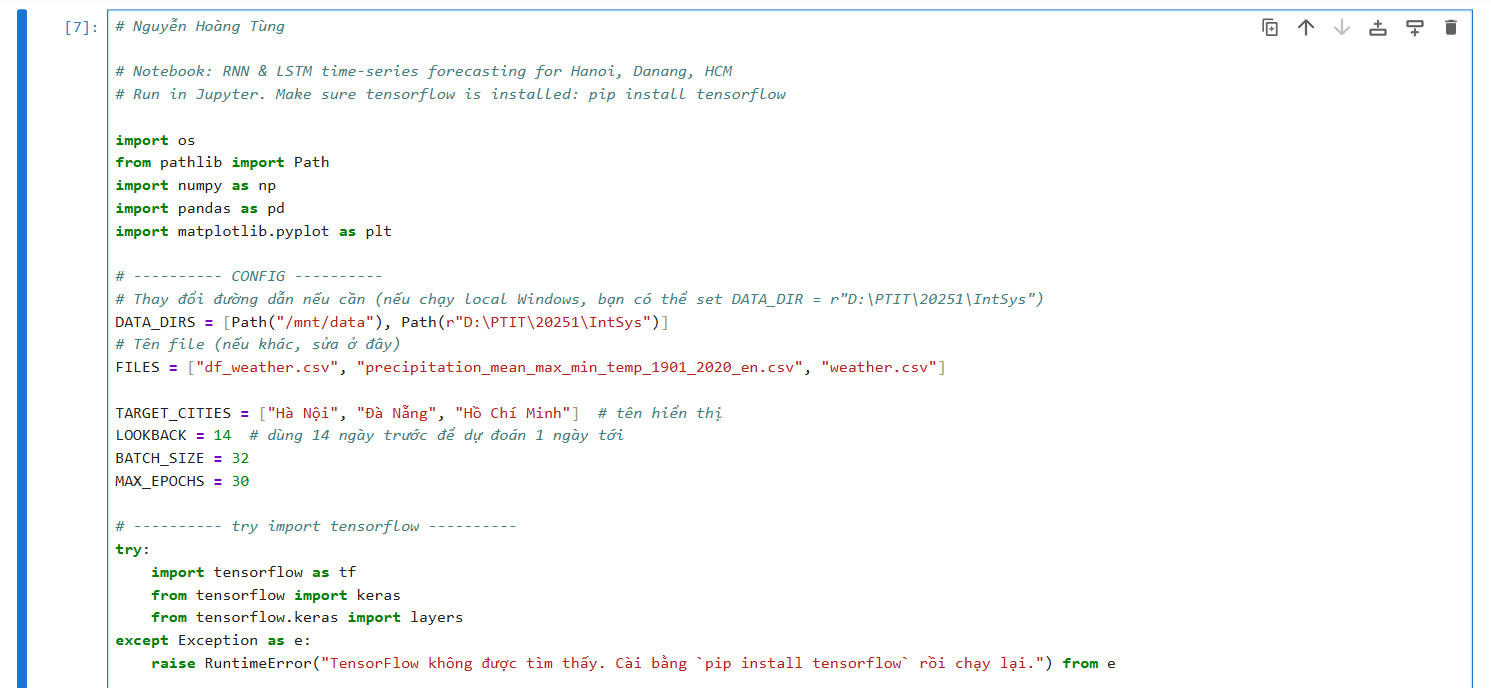 [7]:
# Nguyễn Hoàng Tùng
# Notebook: RNN & LSTM time-series forecasting for Hanoi, Danang, HCM
# Run in Jupyter. Make sure tensorflow is installed: pip install tensorflow
import os
from pathlib import Path
import numpy as np
import pandas as pd
import matplotlib.pyplot as plt
# ---------- CONFIG ----------
# Thay đổi đường dẫn nếu cần (nếu chạy local Windows, bạn có thể set DATA_DIR = r"D:\PTIT\20251\IntSys")
DATA_DIRS = [Path("/mnt/data"), Path(r"D:\PTIT\20251\IntSys")]
# Tên file (nếu khác, sửa ở đây)
FILES = ["df_weather.csv", "precipitation_mean_max_min_temp_1901_2020_en.csv", "weather.csv"]
TARGET_CITIES = ["Hà Nội", "Đà Nẵng", "Hồ Chí Minh"]  # tên hiển thị
LOOKBACK = 14  # dùng 14 ngày trước để dự đoán 1 ngày tới
BATCH_SIZE = 32
MAX_EPOCHS = 30
# ---------- try import tensorflow ----------
try:
    import tensorflow as tf
    from tensorflow import keras
    from tensorflow.keras import layers
except Exception as e:
    raise RuntimeError("TensorFlow không được tìm thấy. Cài bằng `pip install tensorflow` rồi chạy lại.") from e